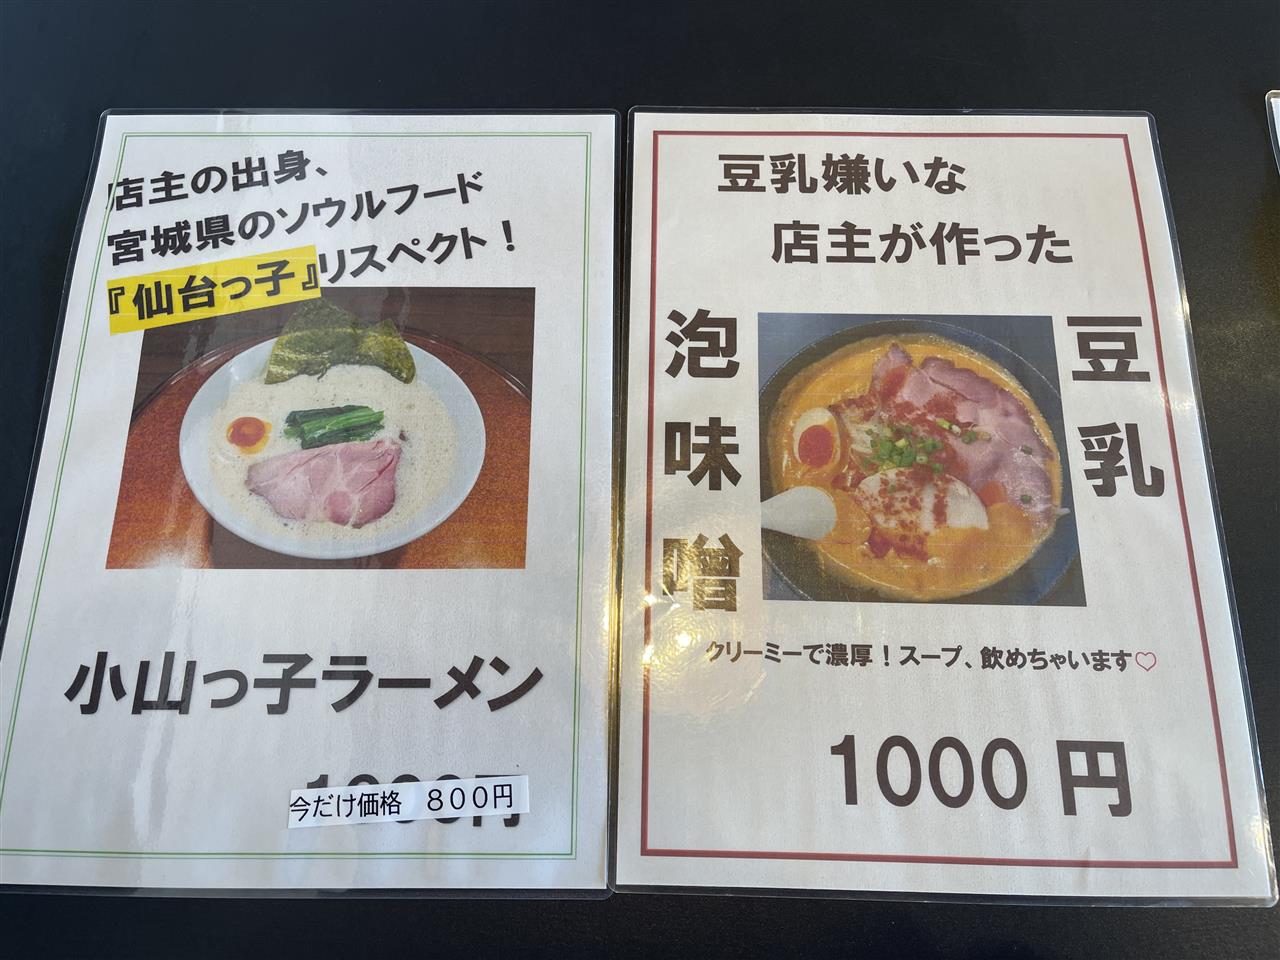 店主の出身、
宮城県のソウルフード
『仙台っ子』リスペクト！
小山っ子ラーメン
今だけ価格 800円
豆乳嫌いな
店主が作った
豆乳
泡味噌
クリーミーで濃厚！スープ、飲めちゃいます♡
1000円